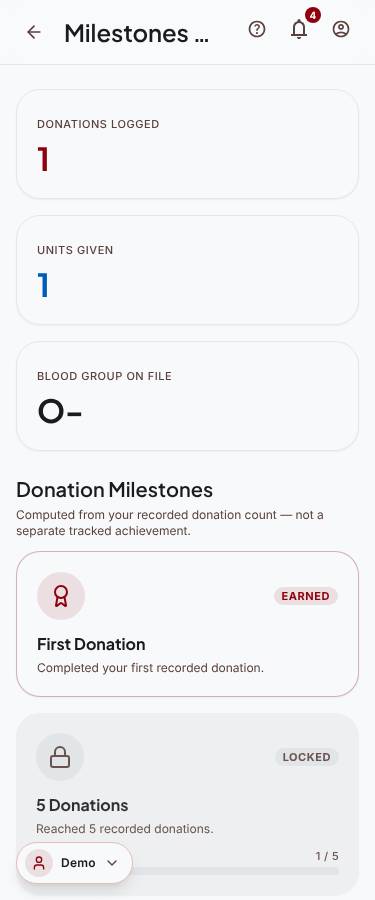 Milestones ...
4
DONATIONS LOGGED
1
UNITS GIVEN
1
BLOOD GROUP ON FILE
O-
Donation Milestones
Computed from your recorded donation count — not a
separate tracked achievement.
EARNED
First Donation
Completed your first recorded donation.
LOCKED
5 Donations
Reached 5 recorded donations.
1 / 5
Demo